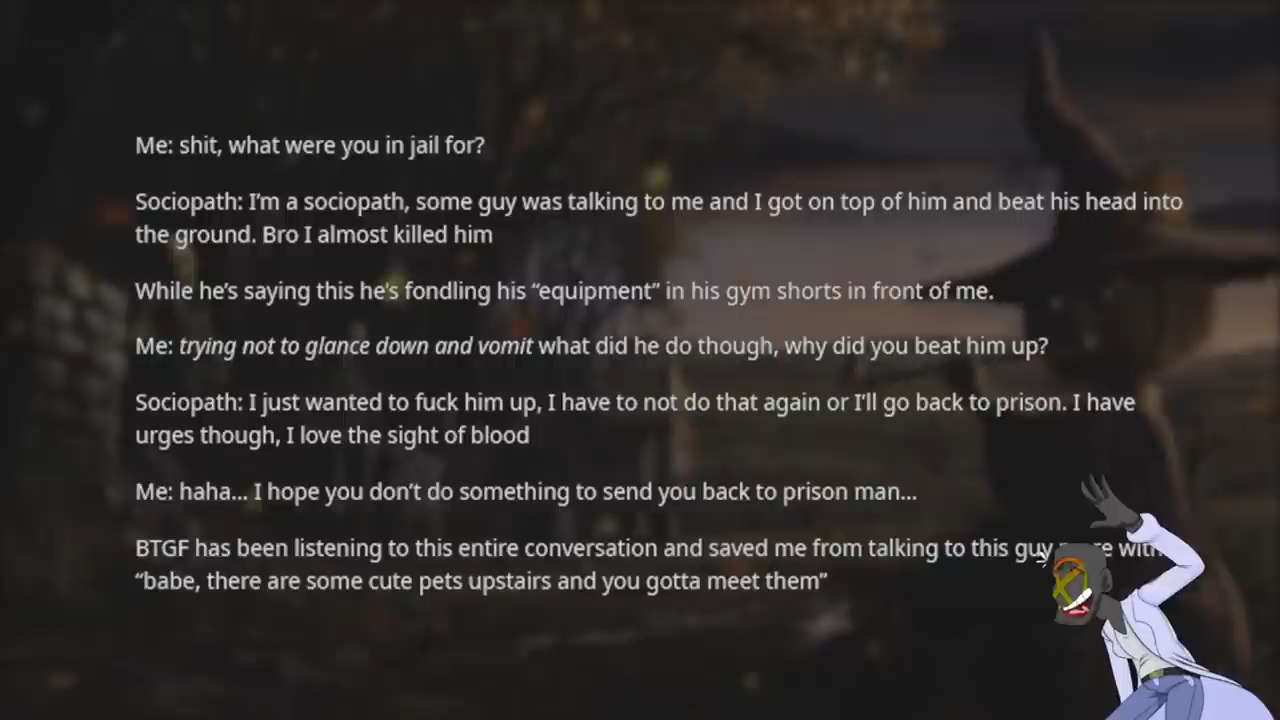 Me: shit, what were you in jail for?
Sociopath: I’m a sociopath, some guy was talking to me and I got on top of him and beat his head into
the ground. Bro I almost killed him
While he’s saying this he's fondling his “equipment” in his gym shorts in front of me.
Me: trying not to glance down and vomit what did he do though, why did you beat him up?
Sociopath: I just wanted to fuck him up, I have to not do that again or I’ll go back to prison. I have
urges though, I love the sight of blood
Me: haha... I hope you don’t do something to send you back to prison man...
BTGF has been listening to this entire conversation and saved me from talking to this guy with
“babe, there are some cute pets upstairs and you gotta meet them”